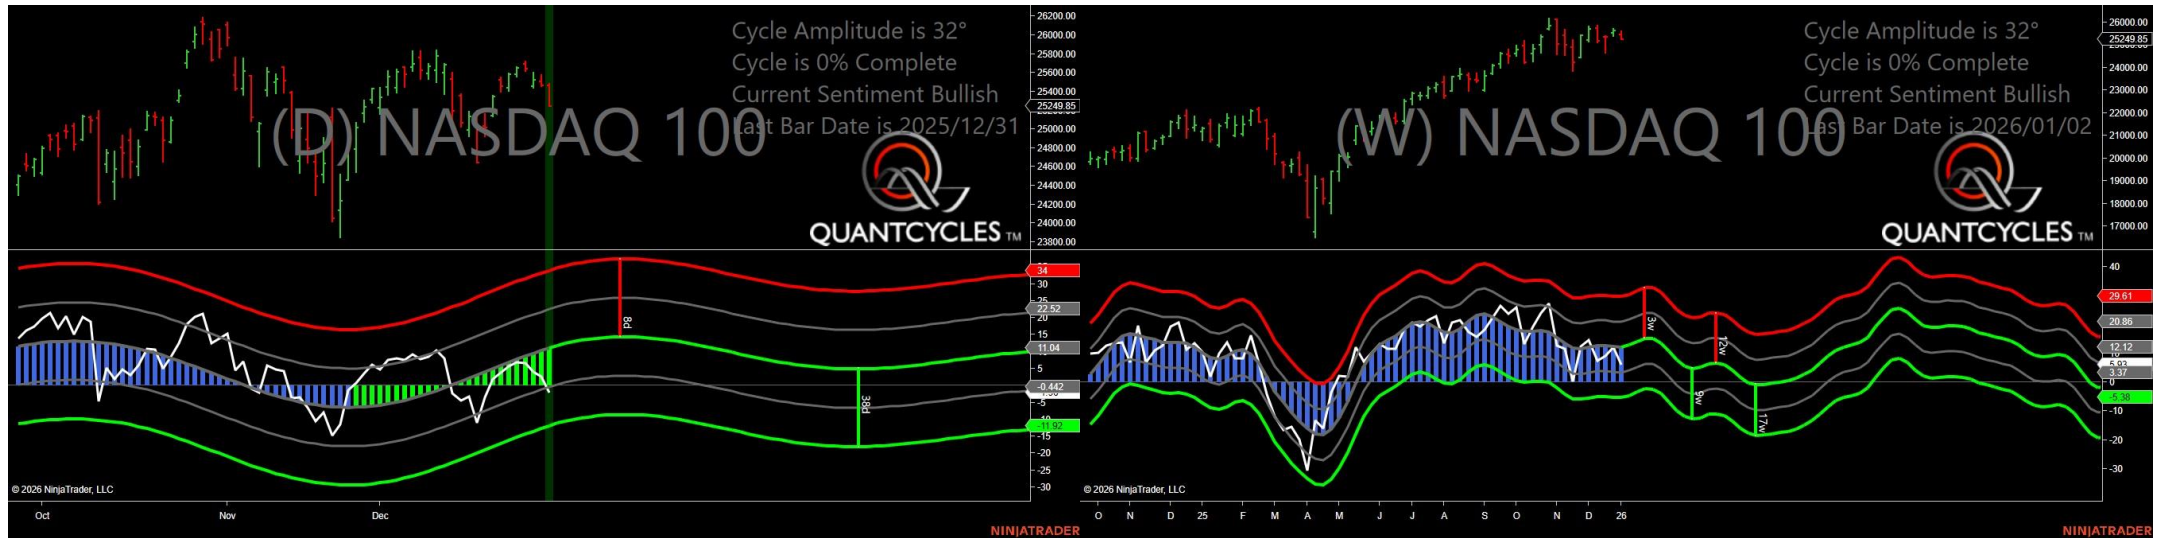 Cycle Amplitude is 32°
Cycle is 0% Complete
Current Sentiment Bullish
Last Bar Date is 2025/12/31
(D) NASDAQ 100
QUANTCYCLES TM
26200.00
26000.00
25800.00
25600.00
25400.00
25249.85
25000.00
24800.00
24600.00
24400.00
24200.00
24000.00
23800.00
34
30
25
22.52
20
15
11.04
5
-0.442
-5
-10
-11.92
-15
-20
-25
-30
8d
38d
© 2026 NinjaTrader, LLC
Oct Nov Dec
NINJATRADER
Cycle Amplitude is 32°
Cycle is 0% Complete
Current Sentiment Bullish
Last Bar Date is 2026/01/02
(W) NASDAQ 100
QUANTCYCLES TM
26000.00
25249.85
24000.00
23000.00
22000.00
21000.00
20000.00
19000.00
18000.00
17000.00
40
29.61
20.86
12.12
3.37
0
-5.38
-10
-20
-30
3w
12w
9w
17w
© 2026 NinjaTrader, LLC
O N D 25 F M A M J J A S O N D 26
NINJATRADER